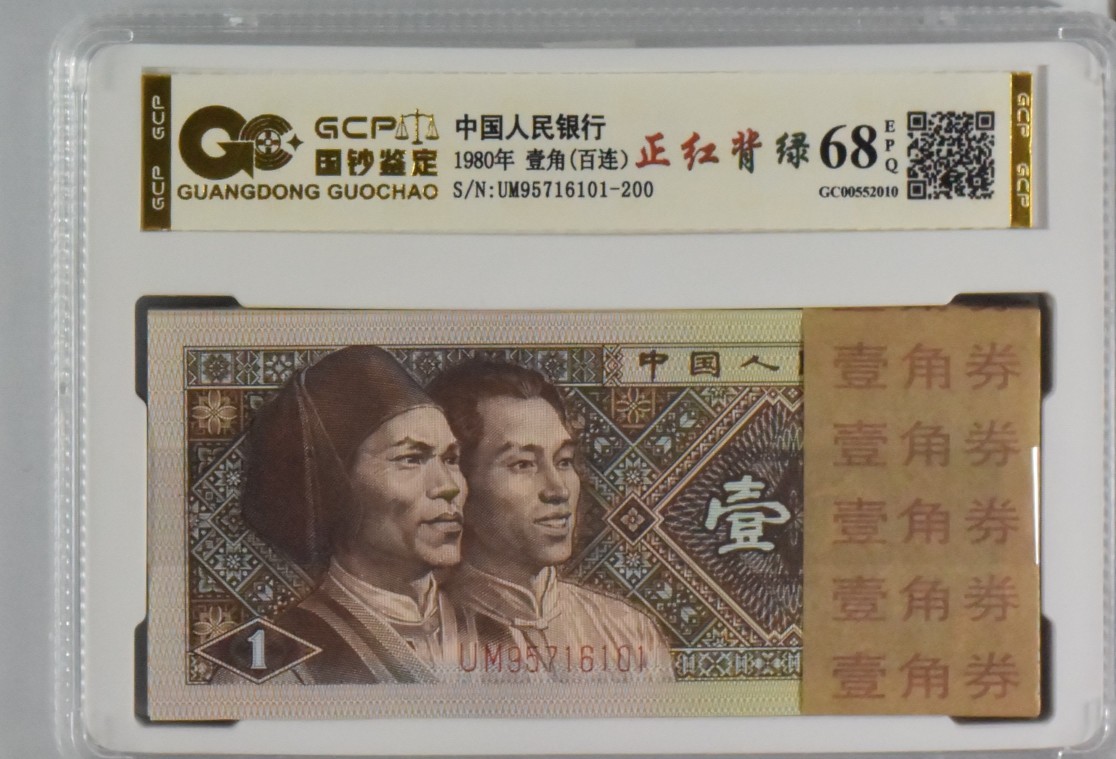 GCP
GCP
GC
GCP
国钞鉴定
GUANGDONG GUOCHAO
中国人民银行
1980年 壹角(百连)
S/N:UM95716101-200
正红背绿
68
EPQ
GC00552010
GCP
GCP
中国人
壹
1
UM95716101
壹角券
壹角券
壹角券
壹角券
壹角券